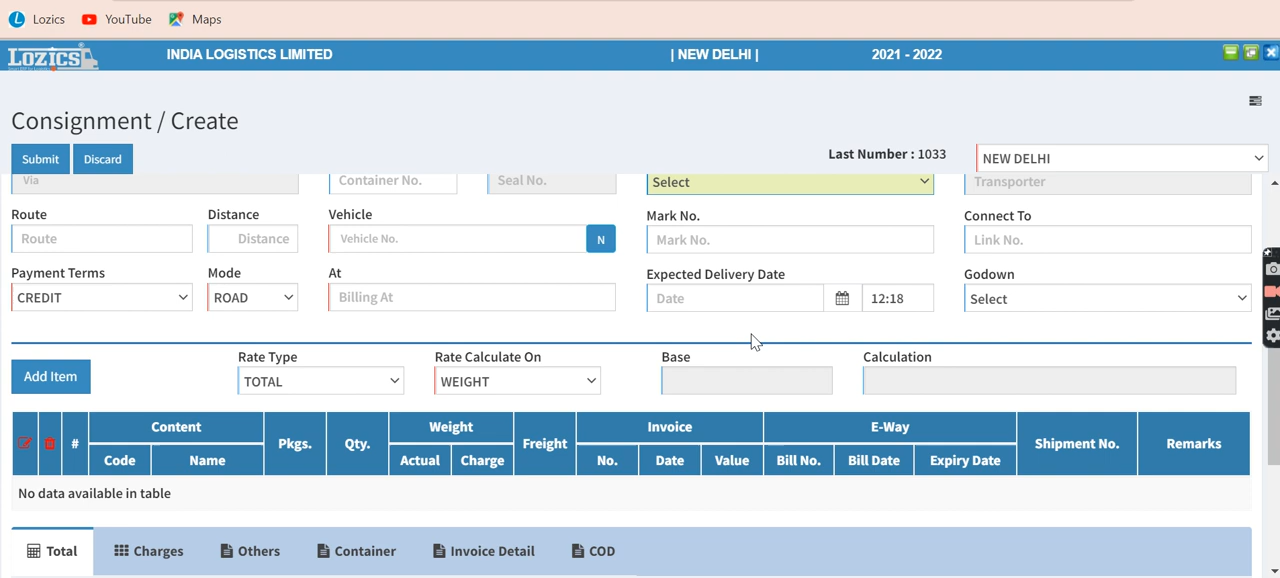 Lozics YouTube Maps
LOZICS INDIA LOGISTICS LIMITED | NEW DELHI | 2021 - 2022
Consignment / Create
Submit Discard Last Number : 1033 NEW DELHI
Via Container No. Seal No. Select Transporter
Route Distance Vehicle Mark No. Connect To
Route Distance Vehicle No. N Mark No. Link No.
Payment Terms Mode At Expected Delivery Date Godown
CREDIT ROAD Billing At Date 12:18 Select
Rate Type Rate Calculate On Base Calculation
Add Item TOTAL WEIGHT
Content Weight Invoice E-Way
# Pkgs. Qty. Freight Shipment No. Remarks
Code Name Actual Charge No. Date Value Bill No. Bill Date Expiry Date
No data available in table
Total Charges Others Container Invoice Detail COD